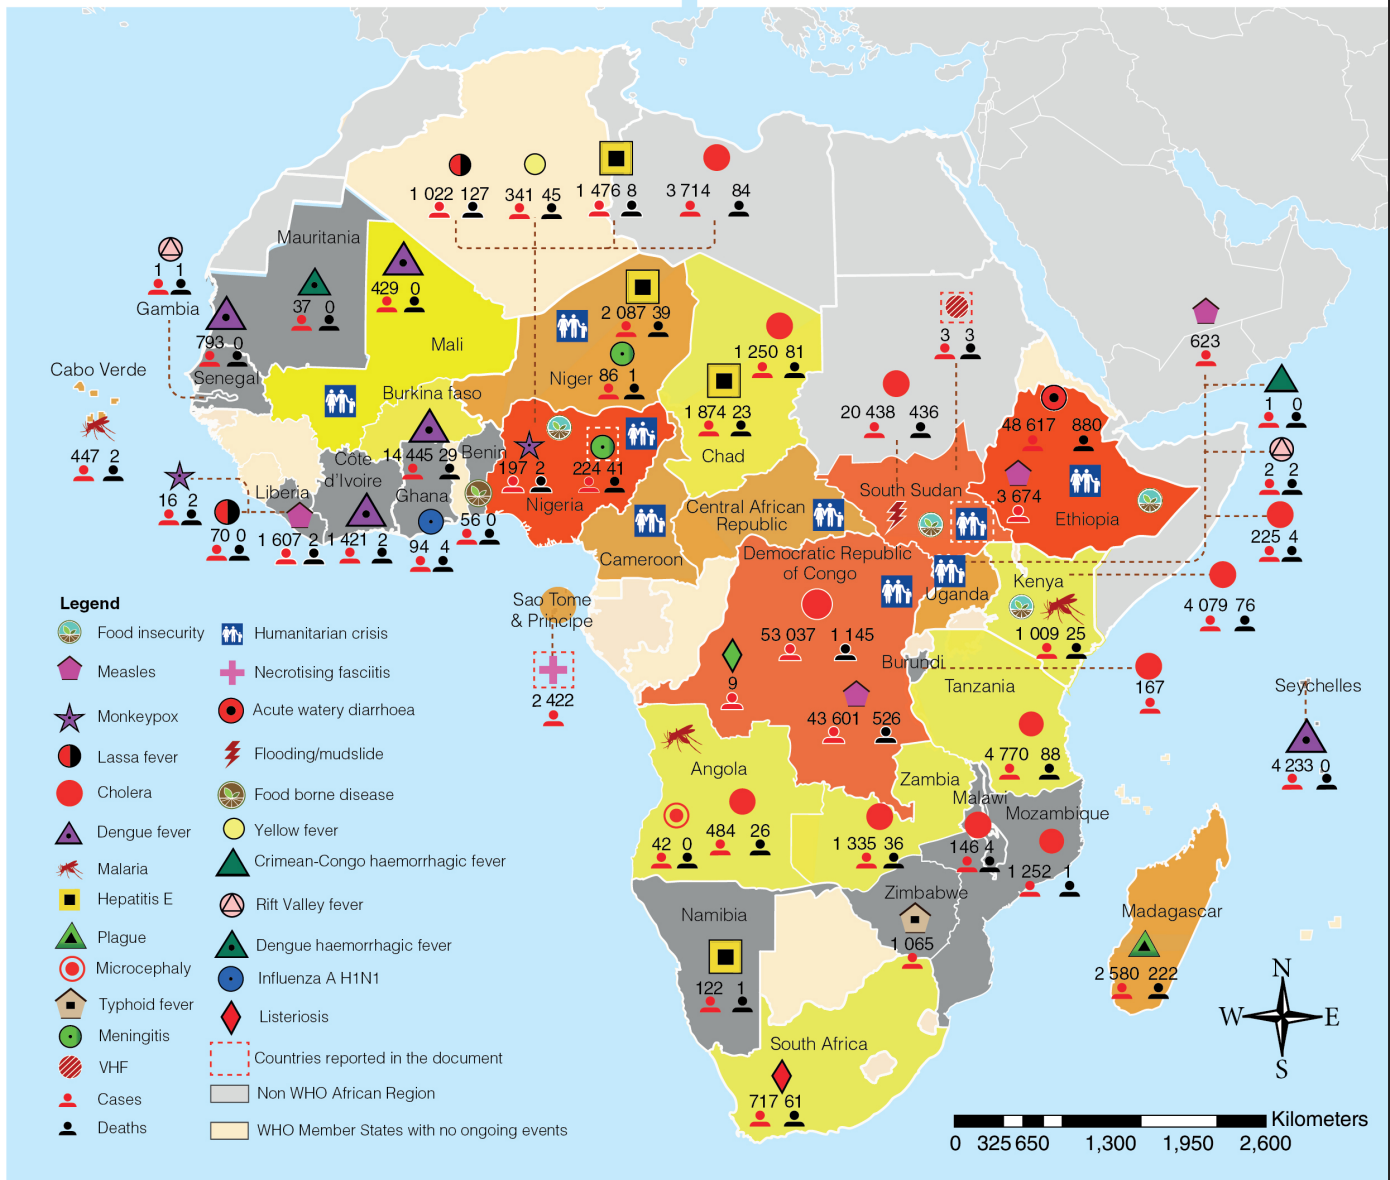 1 022 127
341 45
1 476 8
3 714 84
Mauritania
37 0
429 0
Mali
1 1
Gambia
793 0
Senegal
Cabo Verde
447 2
2 087 39
Niger
86 1
1 250 81
1 874 23
Chad
3 3
20 438 436
623
1 0
2 2
225 4
48 617 880
3 674
Ethiopia
Burkina faso
14 445 29
Benin
197 2
224 41
Nigeria
Côte
d'Ivoire
Ghana
16 2
Liberia
70 0
1 607 2
1 421 2
94 4
56 0
Cameroon
Central African
Republic
South Sudan
Democratic Republic
of Congo
53 037 1 145
9
43 601 526
Uganda
Kenya
1 009 25
4 079 76
Burundi
167
Tanzania
4 770 88
Seychelles
4 233 0
Sao Tome
& Principe
2 422
Angola
42 0
484 26
Zambia
1 335 36
Malawi
146 4
Mozambique
1 252 1
Zimbabwe
1 065
Namibia
122 1
Madagascar
2 580 222
South Africa
717 61
Legend
Food insecurity
Measles
Monkeypox
Lassa fever
Cholera
Dengue fever
Malaria
Hepatitis E
Plague
Microcephaly
Typhoid fever
Meningitis
VHF
Cases
Deaths
Humanitarian crisis
Necrotising fasciitis
Acute watery diarrhoea
Flooding/mudslide
Food borne disease
Yellow fever
Crimean-Congo haemorrhagic fever
Rift Valley fever
Dengue haemorrhagic fever
Influenza A H1N1
Listeriosis
Countries reported in the document
Non WHO African Region
WHO Member States with no ongoing events
N
W E
S
Kilometers
0 325 650 1,300 1,950 2,600